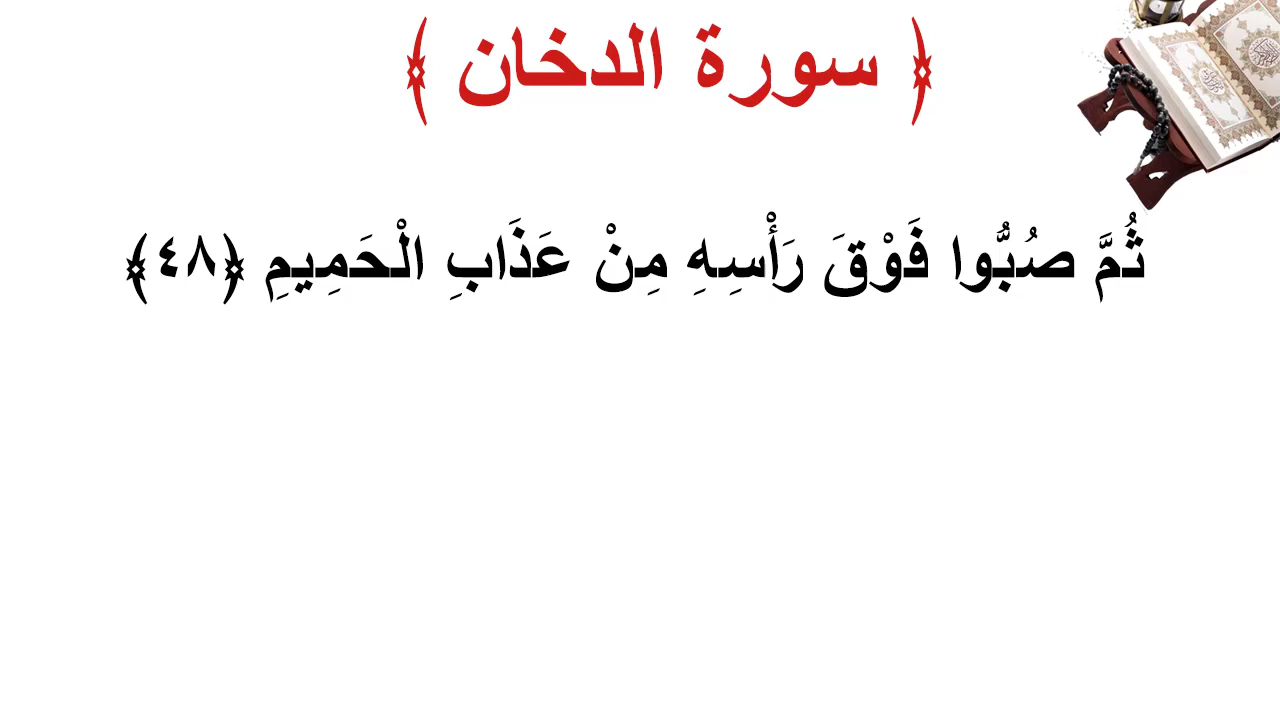 ﴿ سورة الدخان ﴾
ثُمَّ صُبُّوا فَوْقَ رَأْسِهِ مِنْ عَذَابِ الْحَمِيمِ ﴿٤٨﴾